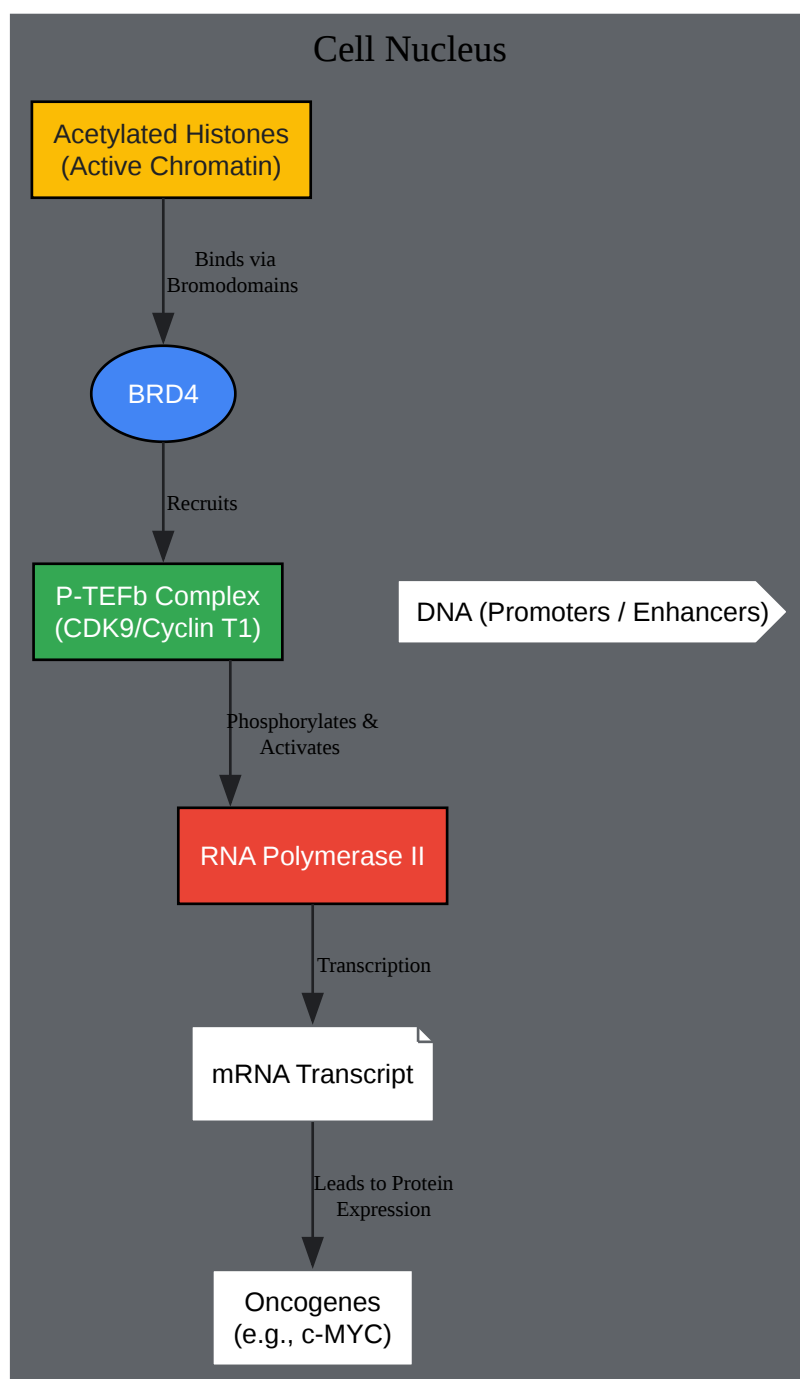 Cell Nucleus
Acetylated Histones
(Active Chromatin)
Binds via
Bromodomains
BRD4
Recruits
P-TEFb Complex
(CDK9/Cyclin T1)
DNA (Promoters / Enhancers)
Phosphorylates &
Activates
RNA Polymerase II
Transcription
mRNA Transcript
Leads to Protein
Expression
Oncogenes
(e.g., c-MYC)